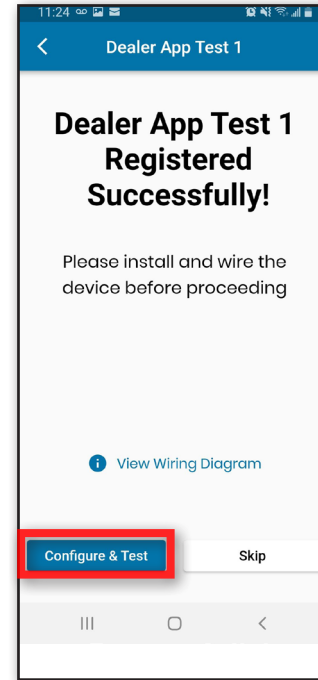 11:24
Dealer App Test 1
Dealer App Test 1
Registered
Successfully!
Please install and wire the
device before proceeding
i View Wiring Diagram
Configure & Test Skip